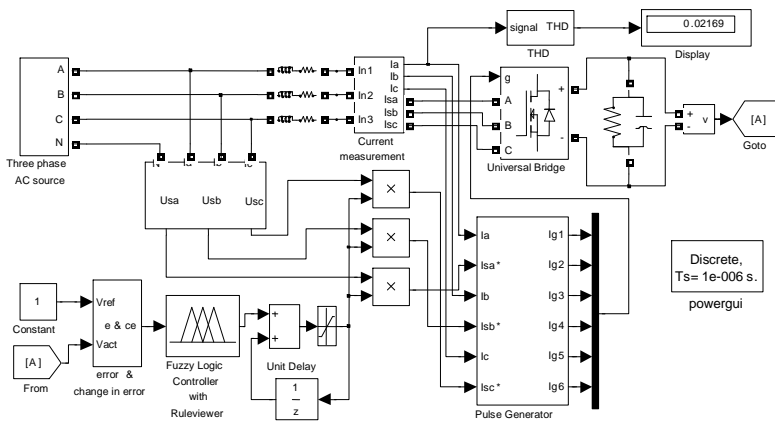 signal THD
THD
0.02169
Display
A
B
C
N
Three phase
AC source
In1
In2
In3
Ia
Ib
Ic
Isa
Isb
Isc
Current
measurement
g
A
B
C
+
-
Universal Bridge
+
-
v
[A]
Goto
Usa Usb Usc
×
×
×
Ia
Isa*
Ib
Isb*
Ic
Isc*
Ig1
Ig2
Ig3
Ig4
Ig5
Ig6
Pulse Generator
Discrete,
Ts= 1e-006 s.
powergui
1
Constant
[A]
From
Vref
e & ce
Vact
error &
change in error
Fuzzy Logic
Controller
with
Ruleviewer
+
+
Unit Delay
1
z